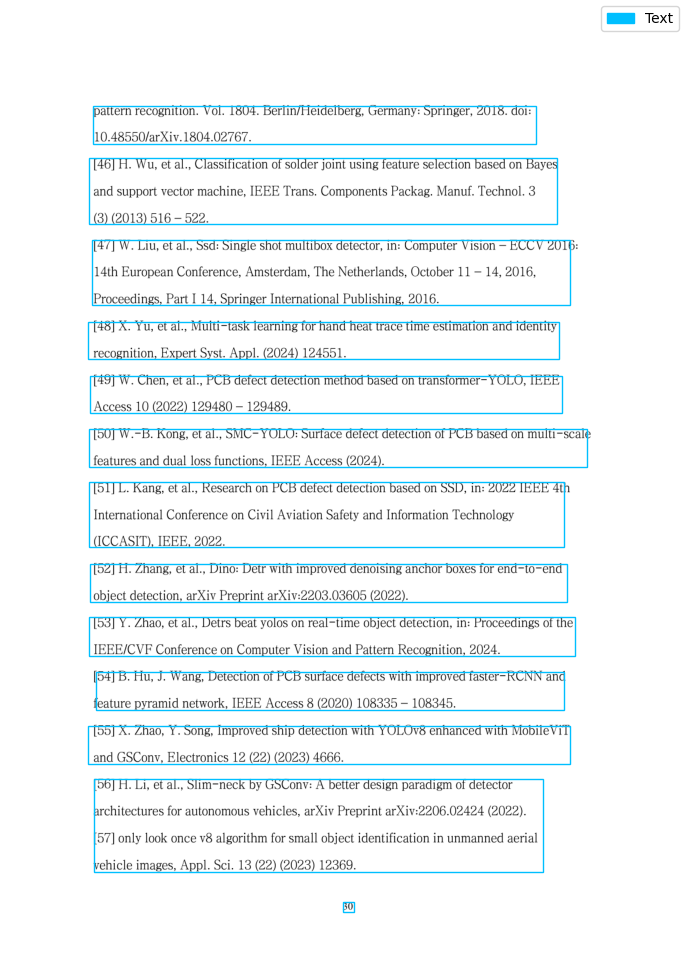 Text
pattern recognition. Vol. 1804. Berlin/Heidelberg, Germany: Springer, 2018. doi:
10.48550/arXiv.1804.02767.
[46] H. Wu, et al., Classification of solder joint using feature selection based on Bayes
and support vector machine, IEEE Trans. Components Packag. Manuf. Technol. 3
(3) (2013) 516 – 522.
[47] W. Liu, et al., Ssd: Single shot multibox detector, in: Computer Vision – ECCV 2016:
14th European Conference, Amsterdam, The Netherlands, October 11 – 14, 2016,
Proceedings, Part I 14, Springer International Publishing, 2016.
[48] X. Yu, et al., Multi-task learning for hand heat trace time estimation and identity
recognition, Expert Syst. Appl. (2024) 124551.
[49] W. Chen, et al., PCB defect detection method based on transformer-YOLO, IEEE
Access 10 (2022) 129480 – 129489.
[50] W.-B. Kong, et al., SMC-YOLO: Surface defect detection of PCB based on multi-scale
features and dual loss functions, IEEE Access (2024).
[51] L. Kang, et al., Research on PCB defect detection based on SSD, in: 2022 IEEE 4th
International Conference on Civil Aviation Safety and Information Technology
(ICCASIT), IEEE, 2022.
[52] H. Zhang, et al., Dino: Detr with improved denoising anchor boxes for end-to-end
object detection, arXiv Preprint arXiv:2203.03605 (2022).
[53] Y. Zhao, et al., Detrs beat yolos on real-time object detection, in: Proceedings of the
IEEE/CVF Conference on Computer Vision and Pattern Recognition, 2024.
[54] B. Hu, J. Wang, Detection of PCB surface defects with improved faster-RCNN and
feature pyramid network, IEEE Access 8 (2020) 108335 – 108345.
[55] X. Zhao, Y. Song, Improved ship detection with YOLOv8 enhanced with MobileViT
and GSConv, Electronics 12 (22) (2023) 4666.
[56] H. Li, et al., Slim-neck by GSConv: A better design paradigm of detector
architectures for autonomous vehicles, arXiv Preprint arXiv:2206.02424 (2022).
[57] only look once v8 algorithm for small object identification in unmanned aerial
vehicle images, Appl. Sci. 13 (22) (2023) 12369.
30